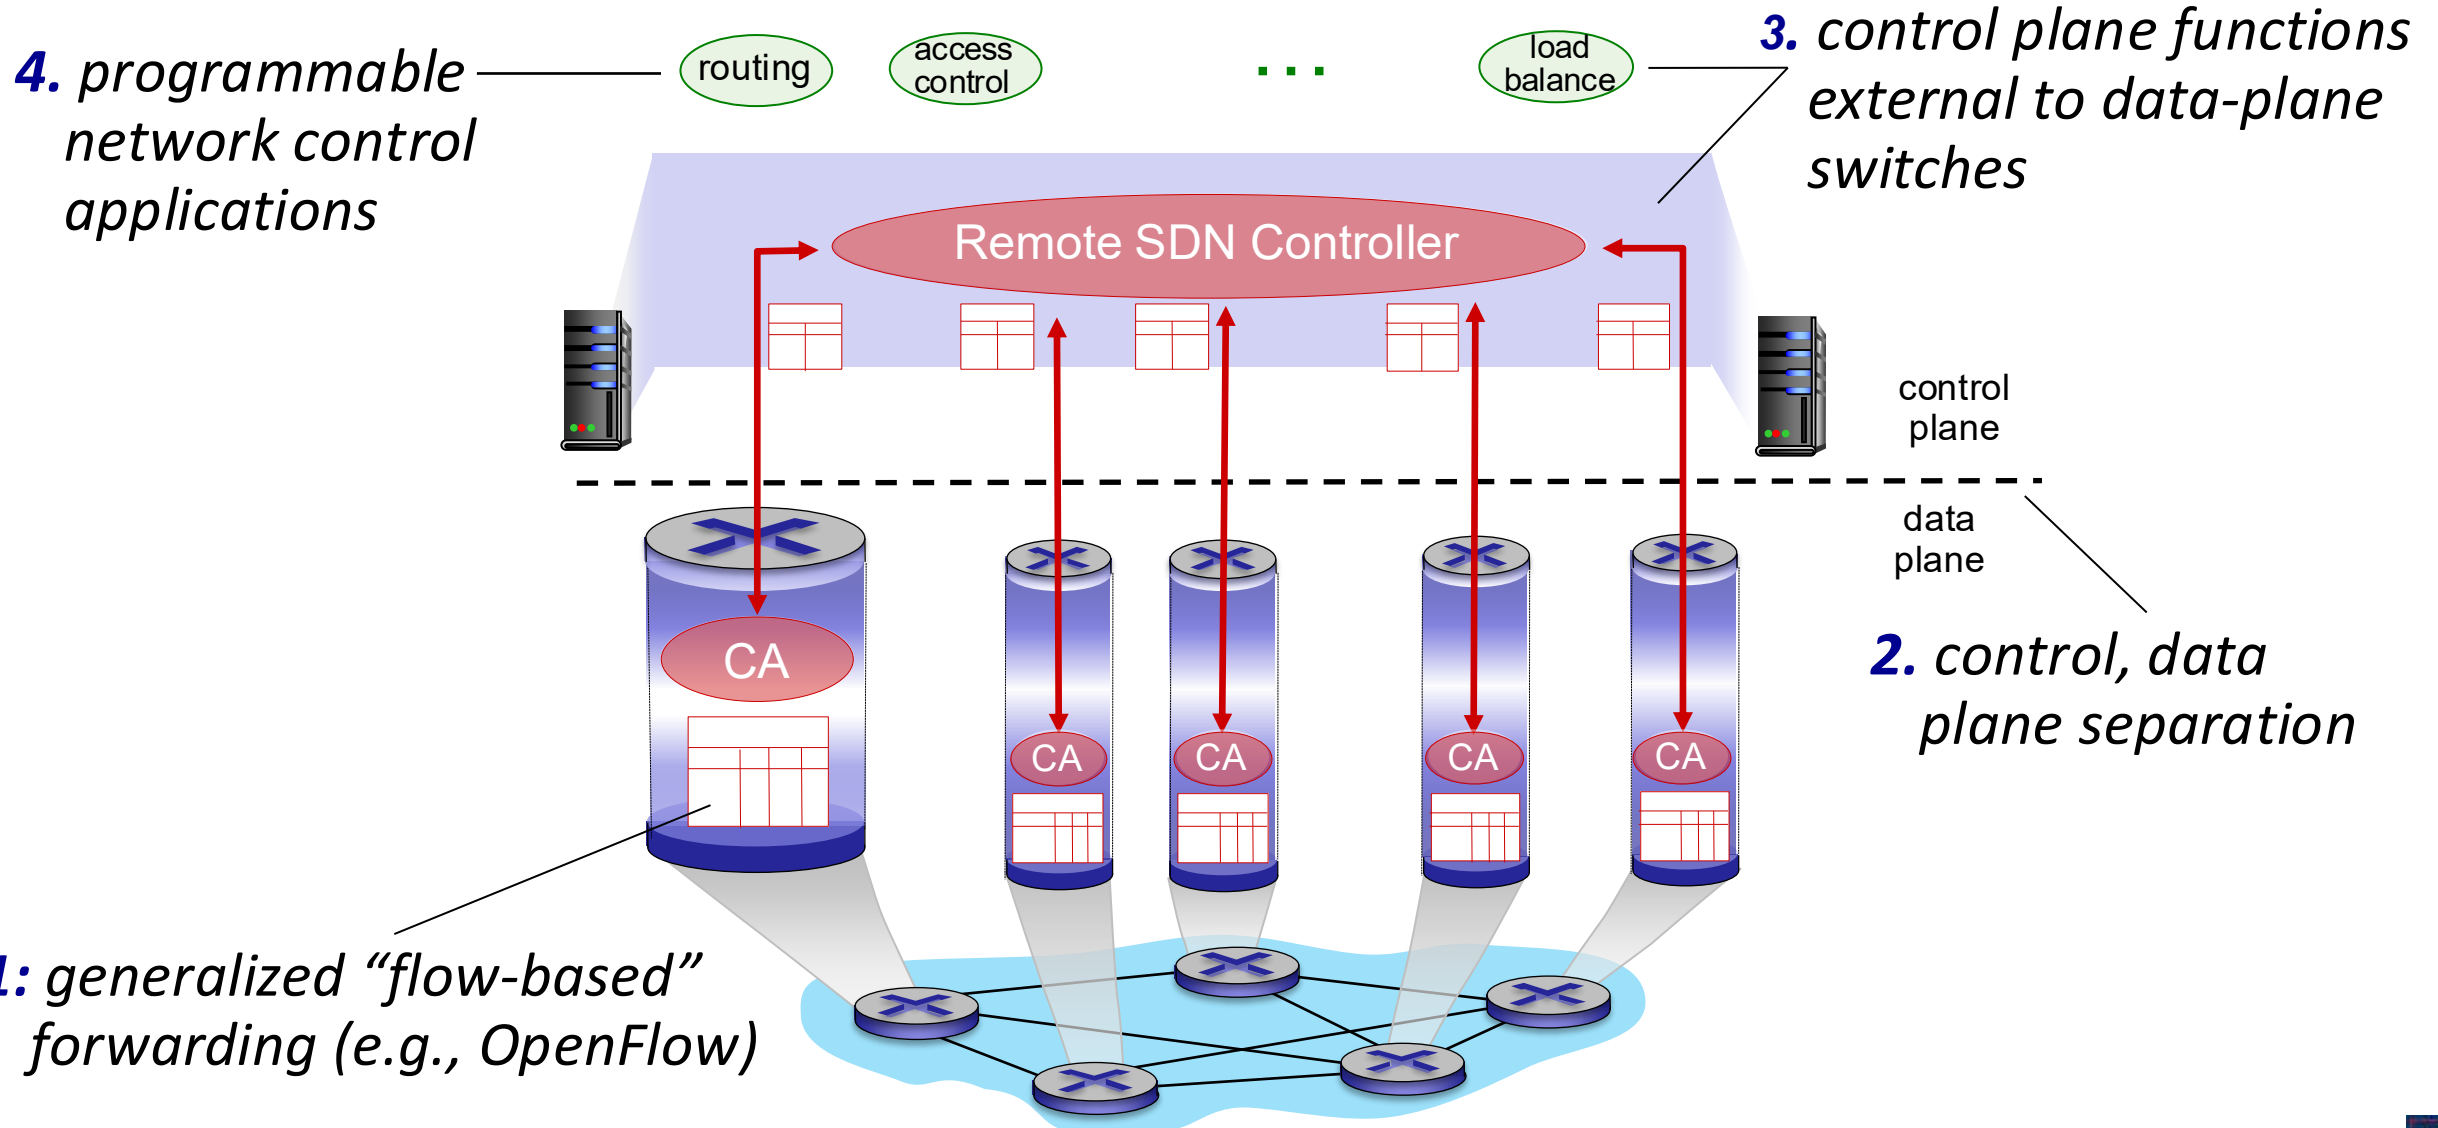 4. programmable
network control
applications
routing
access
control
...
load
balance
3. control plane functions
external to data-plane
switches
Remote SDN Controller
control
plane
data
plane
CA
CA
CA
CA
CA
2. control, data
plane separation
1: generalized “flow-based”
forwarding (e.g., OpenFlow)